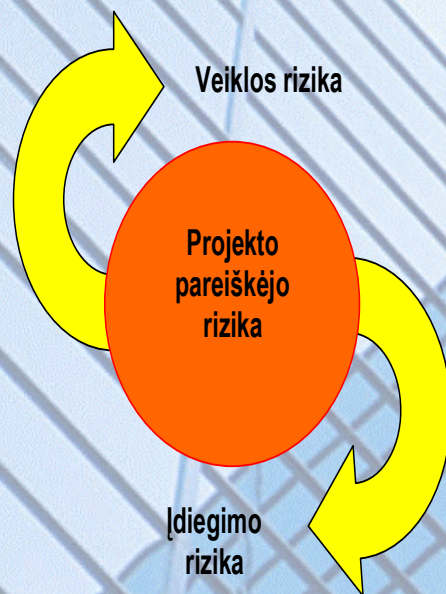 Veiklos rizika
Projekto
pareiškėjo
rizika
Įdiegimo
rizika